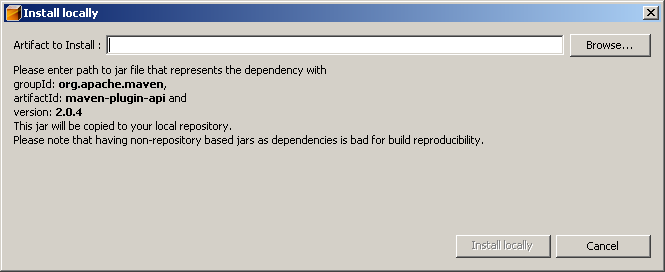 Install locally
Artifact to Install : Browse...
Please enter path to jar file that represents the dependency with
groupId: org.apache.maven,
artifactId: maven-plugin-api and
version: 2.0.4
This jar will be copied to your local repository.
Please note that having non-repository based jars as dependencies is bad for build reproducibility.
Install locally Cancel